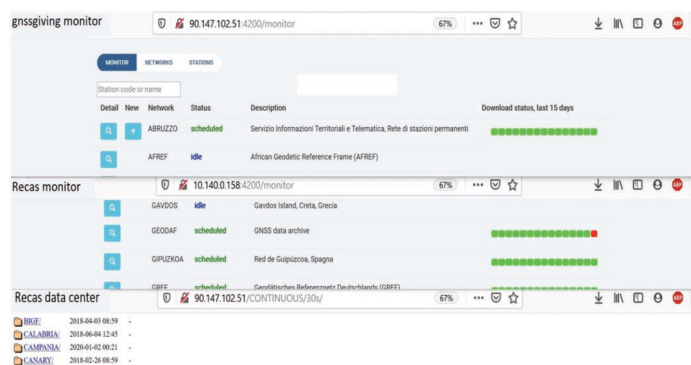 gnssgiving monitor
90.147.102.51:4200/monitor
67%
ABP
MONITOR NETWORKS STATIONS
Station code or name
Detail New Network Status Description Download status, last 15 days
ABRUZZO scheduled Servizio Informazioni Territoriali e Telematica, Rete di stazioni permanenti
AFREF idle African Geodetic Reference Frame (AFREF)
Recas monitor
10.140.0.158:4200/monitor
67%
ABP
GAVDOS idle Gavdos Island, Creta, Grecia
GEODAF scheduled GNSS data archive
GIPUZKOA scheduled Red de Guipúzcoa, Spagna
GREF scheduled Geodätisches Referenznetz Deutschlands (GREF)
Recas data center
90.147.102.51/CONTINUOUS/30s/
67%
ABP
BIGF/ 2018-04-03 08:59 -
CALABRIA/ 2018-06-04 12:45 -
CAMPANIA/ 2020-01-02 00:21 -
CANARY/ 2018-02-26 08:59 -